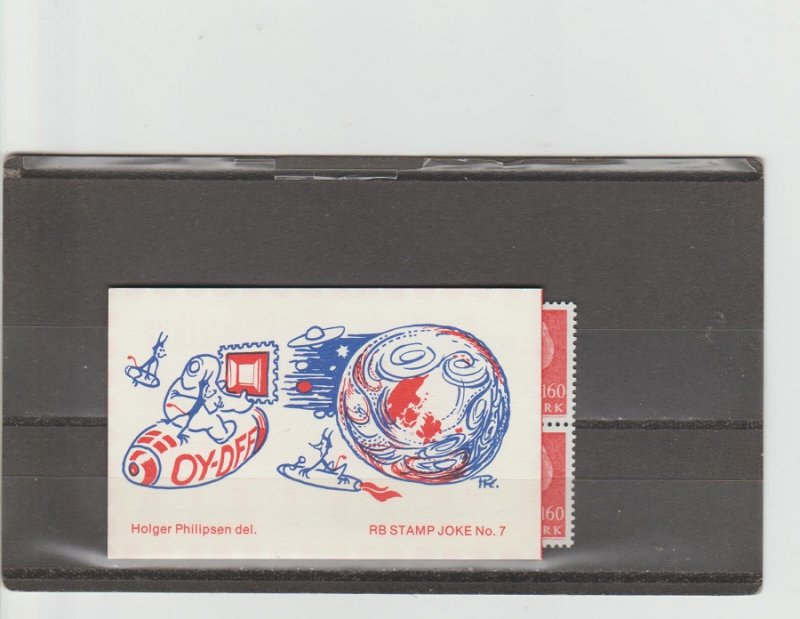 OY-DFF
Holger Philipsen del.
RB STAMP JOKE No. 7
160
RK
160
RK